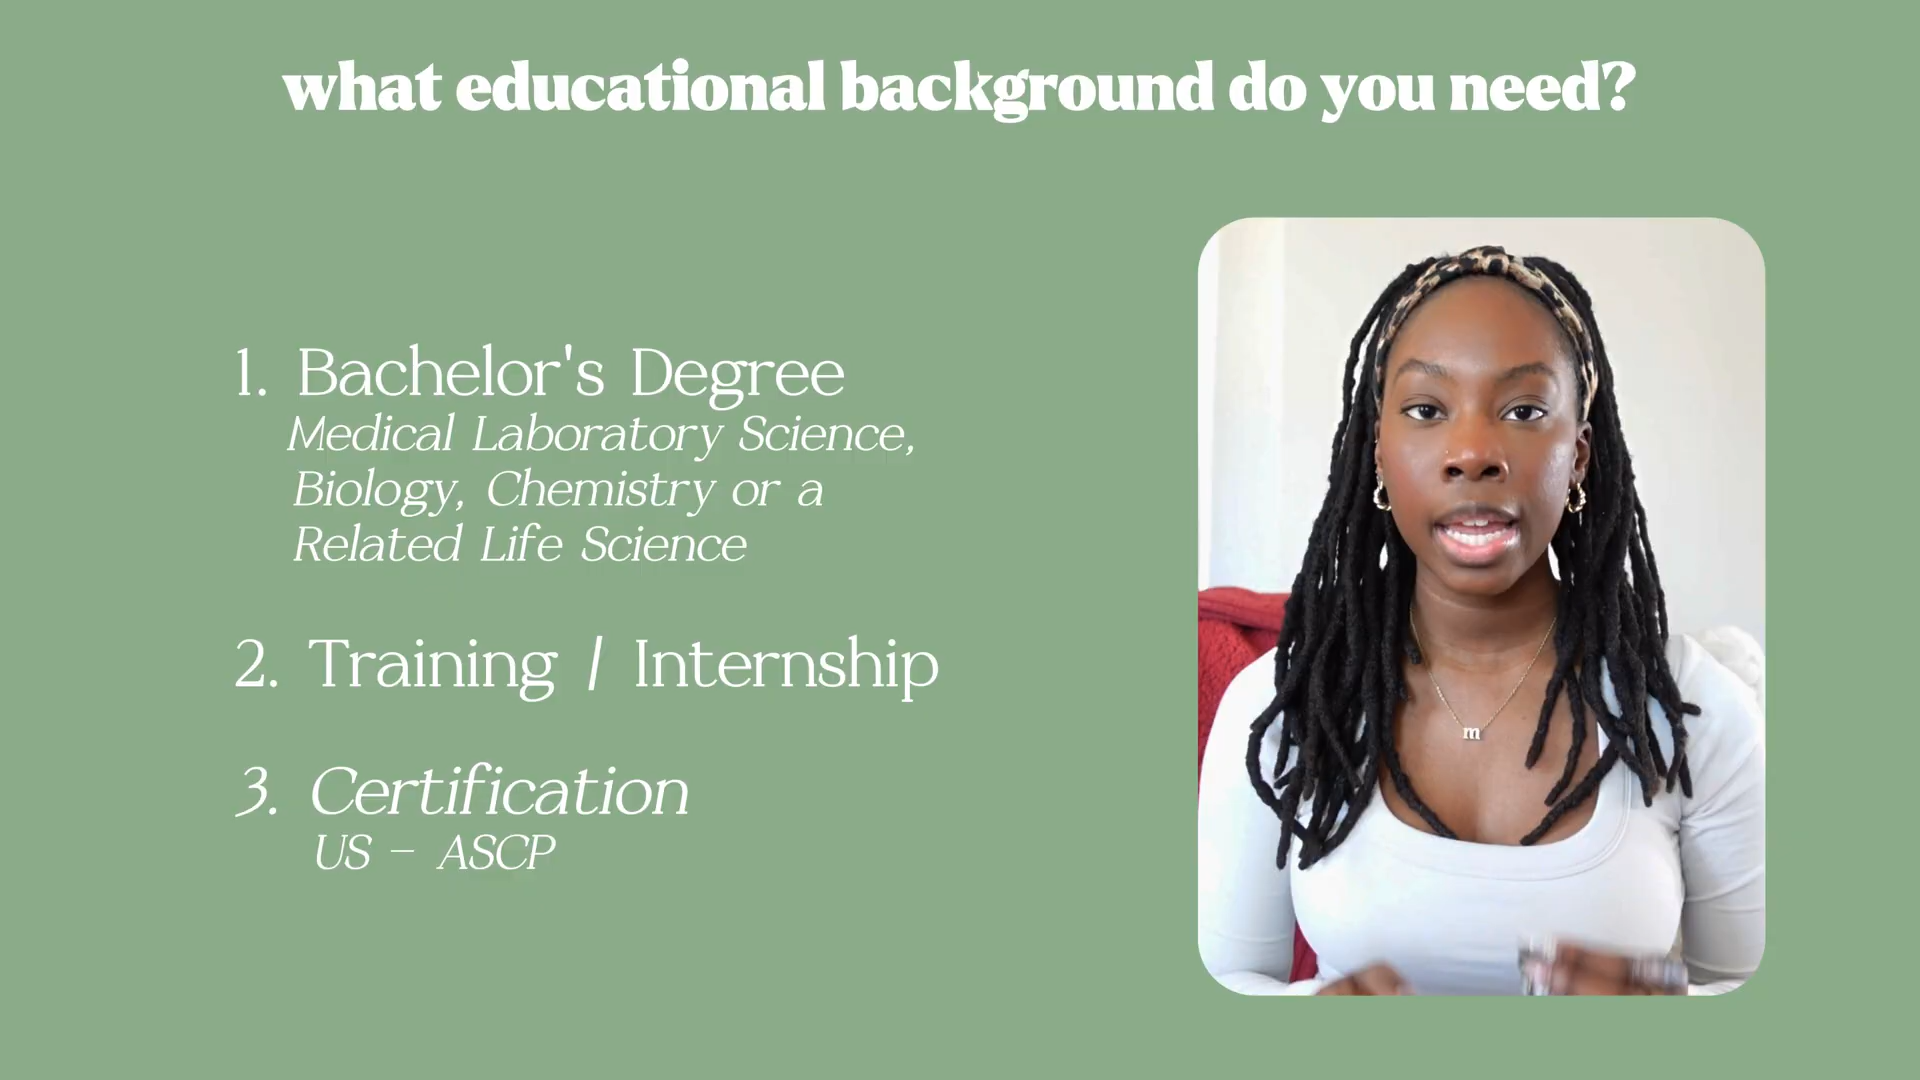 what educational background do you need?
1. Bachelor's Degree
Medical Laboratory Science,
Biology, Chemistry or a
Related Life Science
2. Training / Internship
3. Certification
US - ASCP
m